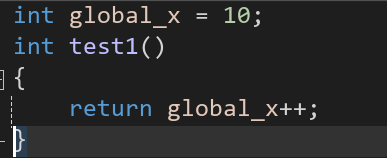 int global_x = 10;
int test1()
{
    return global_x++;
}